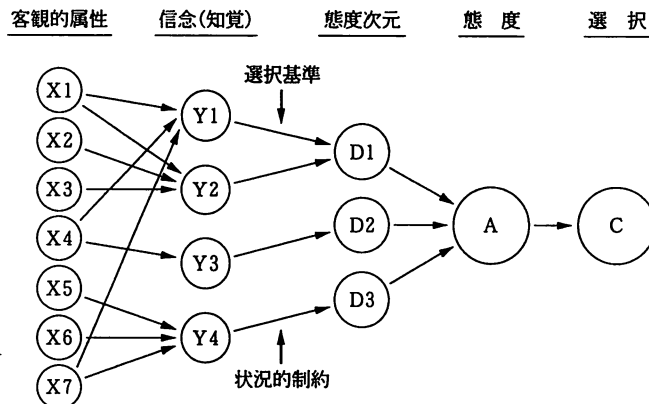 客観的属性 信念(知覚) 態度次元 態 度 選 択
選択基準
X1
X2
X3
X4
X5
X6
X7
Y1
Y2
Y3
Y4
D1
D2
D3
A
C
状況的制約